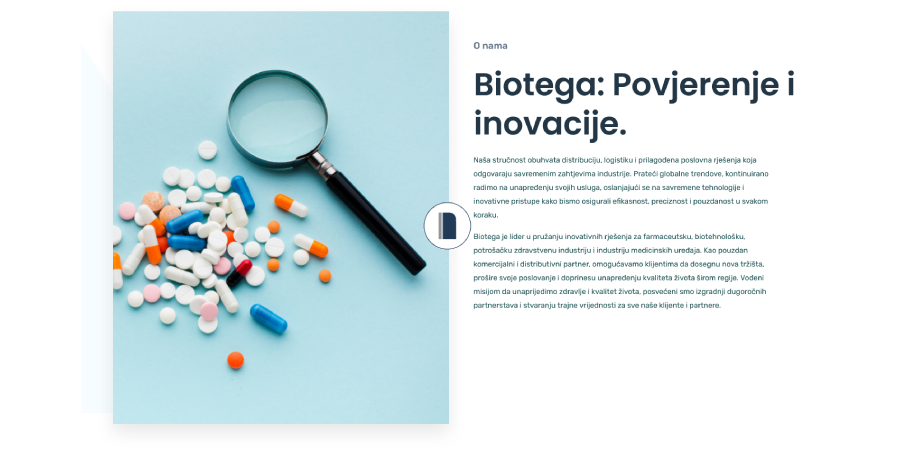 O nama
Biotega: Povjerenje i
inovacije.
Naša stručnost obuhvata distribuciju, logistiku i prilagođena poslovna rješenja koja
odgovaraju savremenim zahtjevima industrije. Prateći globalne trendove, kontinuirano
radimo na unapređenju svojih usluga, oslanjajući se na savremene tehnologije i
inovativne pristupe kako bismo osigurali efikasnost, preciznost i pouzdanost u svakom
koraku.
Biotega je lider u pružanju inovativnih rješenja za farmaceutsku, biotehnološku,
potrošačku zdravstvenu industriju i industriju medicinskih uređaja. Kao pouzdan
komercijalni i distributivni partner, omogućavamo klijentima da dosegnu nova tržišta,
prošire svoje poslovanje i doprinesu unapređenju kvaliteta života širom regije. Vođeni
misijom da unaprijedimo zdravlje i kvalitet života, posvećeni smo izgradnji dugoročnih
partnerstava i stvaranju trajne vrijednosti za sve naše klijente i partnere.